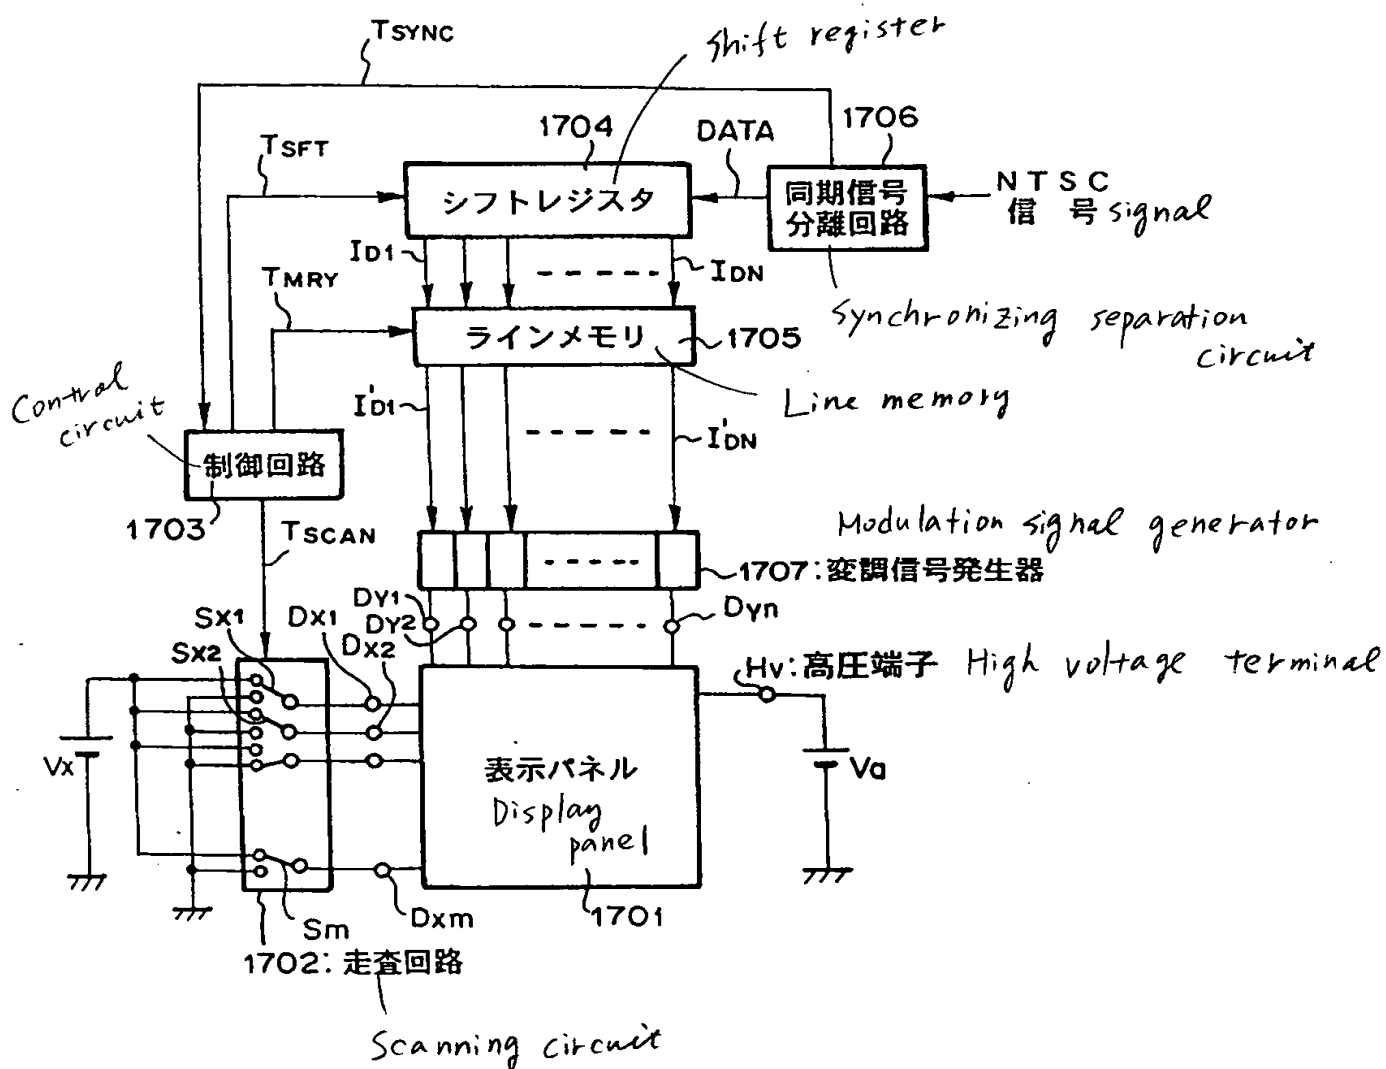 TSYNC
Shift register
1704
DATA
1706
TSFT
シフトレジスタ
同期信号
分離回路
NTSC
信 号 signal
ID1
IDN
TMRY
Synchronizing separation
circuit
ラインメモリ
1705
Control
circuit
I'D1
Line memory
I'DN
制御回路
1703
TSCAN
Modulation signal generator
1707:変調信号発生器
DY1
DY2
Dyn
SX1
SX2
DX1
DX2
Hv:高圧端子 High voltage terminal
Vx
表示パネル
Display
panel
Va
1701
Sm
Dxm
1702:走査回路
Scanning circuit